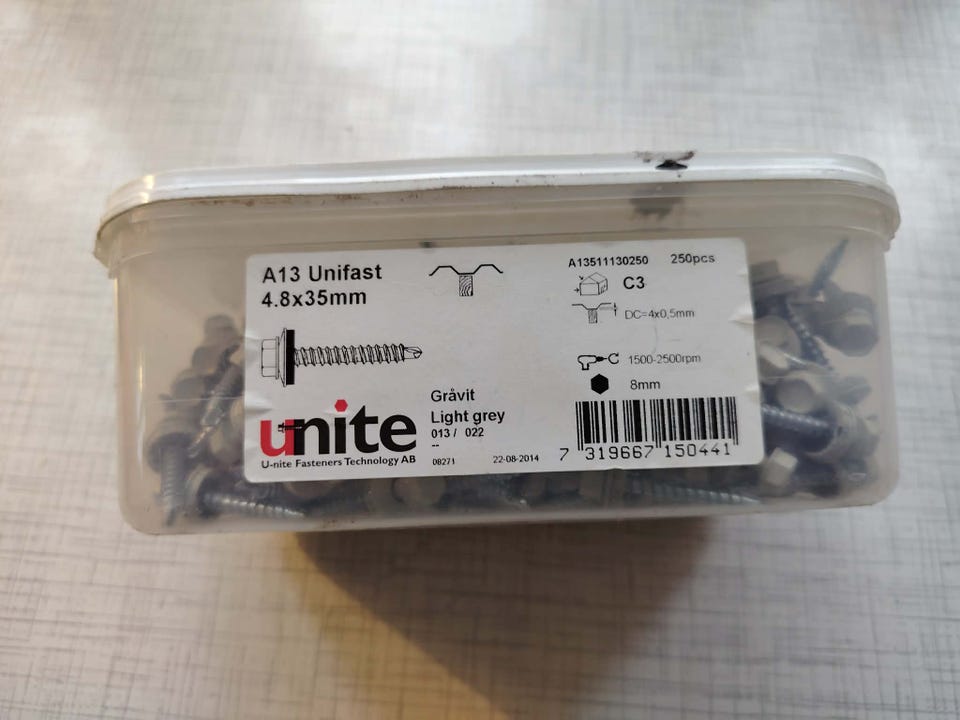 A13 Unifast
4.8x35mm
A13511130250 250pcs
C3
DC=4x0,5mm
1500-2500rpm
8mm
Gråvit
Light grey
013 / 022
--
unite
U-nite Fasteners Technology AB
08271 22-08-2014
7 319667 150441